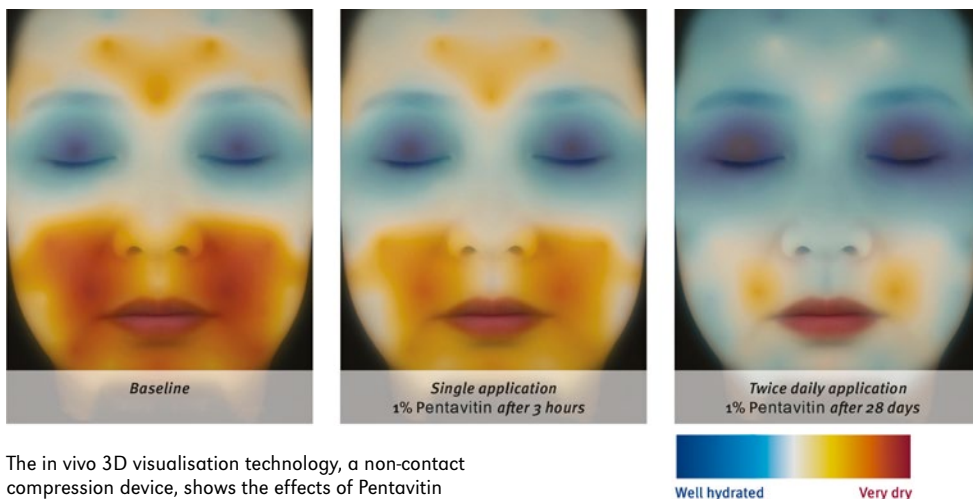 Baseline
Single application
1% Pentavitin after 3 hours
Twice daily application
1% Pentavitin after 28 days
The in vivo 3D visualisation technology, a non-contact
compression device, shows the effects of Pentavitin
Well hydrated
Very dry